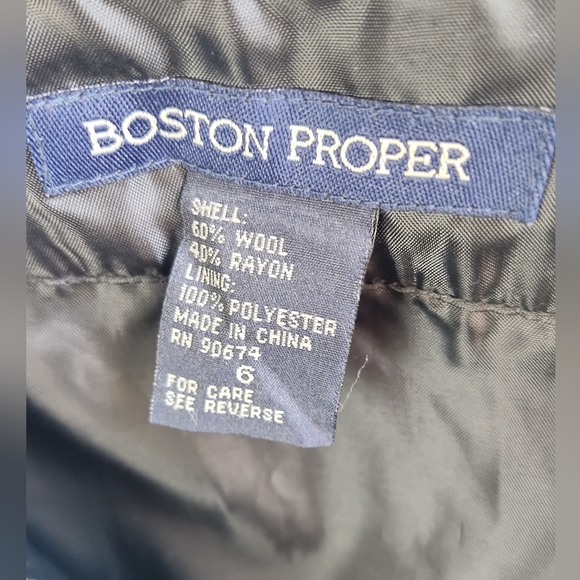 BOSTON PROPER
SHELL:
60% WOOL
40% RAYON
LINING:
100% POLYESTER
MADE IN CHINA
RN 90674
6
FOR CARE
SEE REVERSE